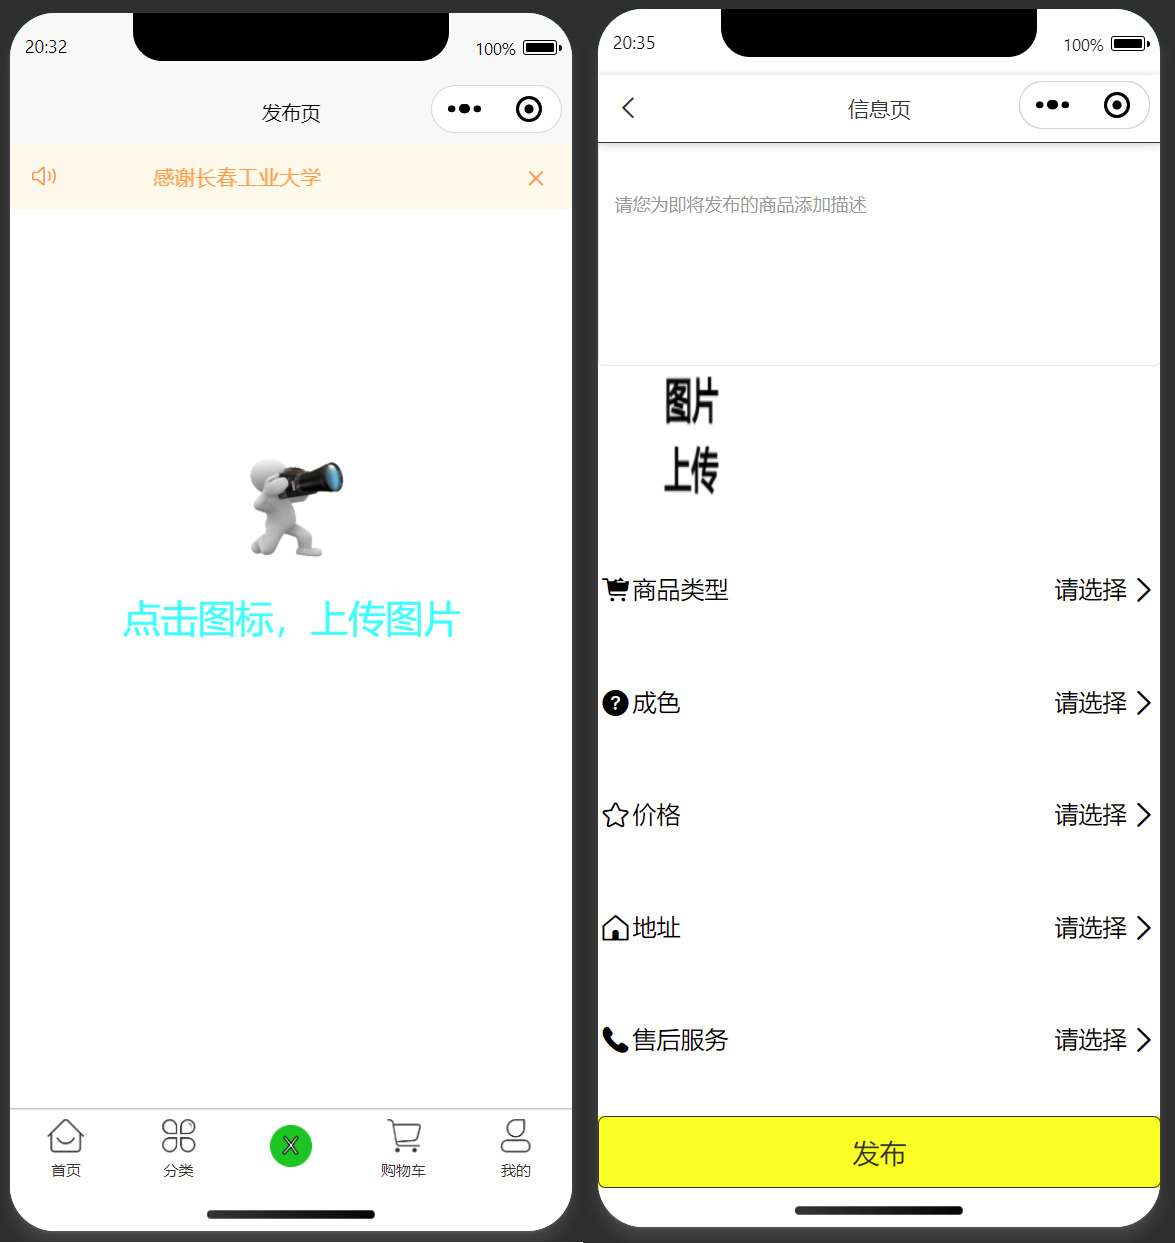 20:32
100%
发布页
感谢长春工业大学
点击图标，上传图片
首页
分类
X
购物车
我的
20:35
100%
信息页
请您为即将发布的商品添加描述
图片
上传
商品类型 请选择
成色 请选择
价格 请选择
地址 请选择
售后服务 请选择
发布